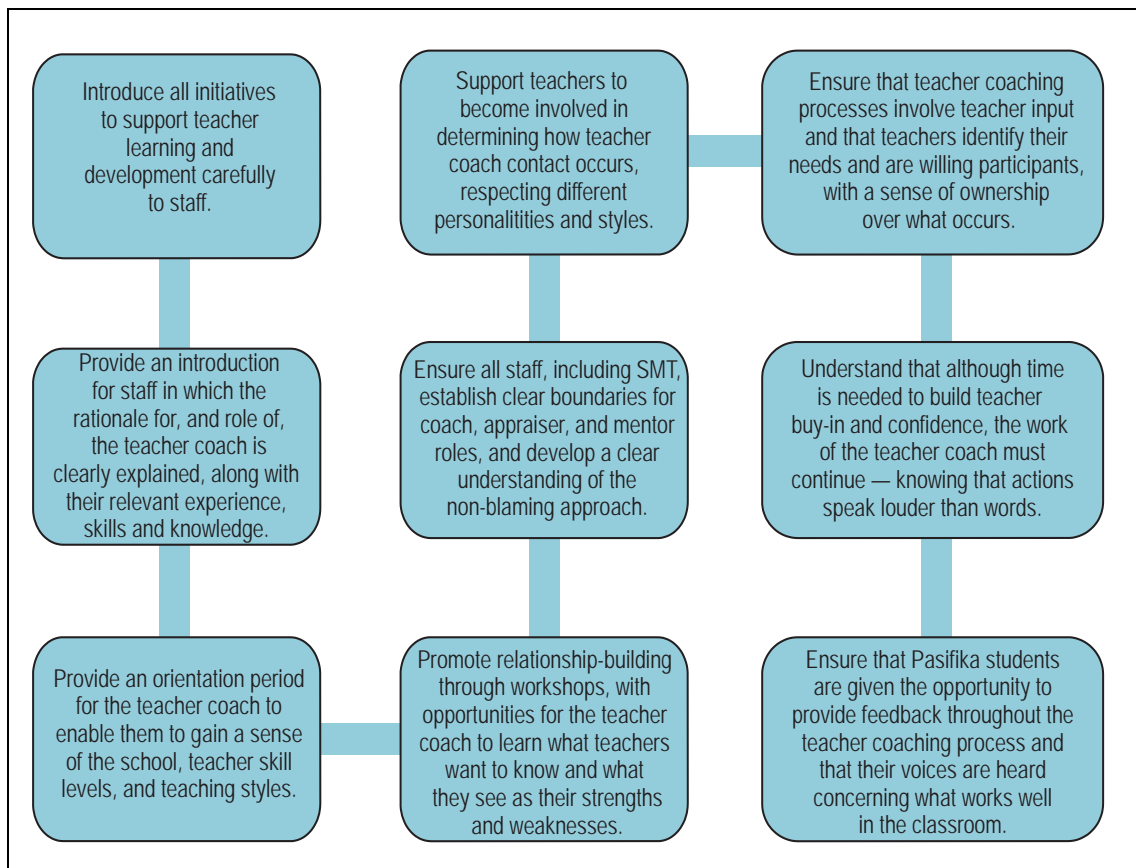 Introduce all initiatives
to support teacher
learning and
development carefully
to staff.
Provide an introduction
for staff in which the
rationale for, and role of,
the teacher coach is
clearly explained, along with
their relevant experience,
skills and knowledge.
Provide an orientation period
for the teacher coach to
enable them to gain a sense
of the school, teacher skill
levels, and teaching styles.
Promote relationship-building
through workshops, with
opportunities for the teacher
coach to learn what teachers
want to know and what
they see as their strengths
and weaknesses.
Ensure all staff, including SMT,
establish clear boundaries for
coach, appraiser, and mentor
roles, and develop a clear
understanding of the
non-blaming approach.
Support teachers to
become involved in
determining how teacher
coach contact occurs,
respecting different
personalitities and styles.
Ensure that teacher coaching
processes involve teacher input
and that teachers identify their
needs and are willing participants,
with a sense of ownership
over what occurs.
Understand that although time
is needed to build teacher
buy-in and confidence, the work
of the teacher coach must
continue — knowing that actions
speak louder than words.
Ensure that Pasifika students
are given the opportunity to
provide feedback throughout the
teacher coaching process and
that their voices are heard
concerning what works well
in the classroom.